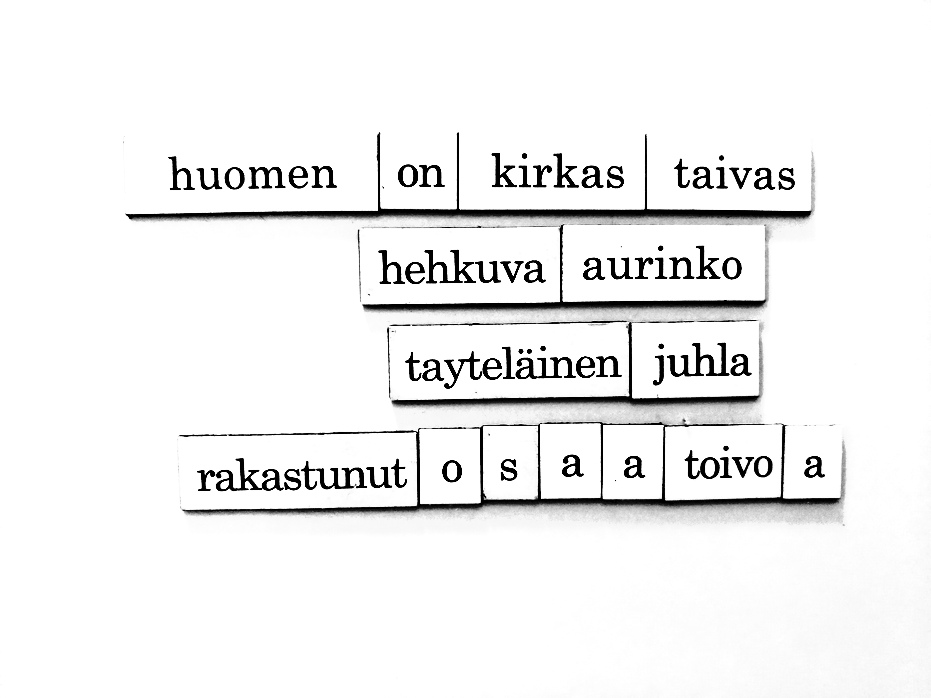 huomen on kirkas taivas
hehkuva aurinko
tayteläinen juhla
rakastunut o s a a toivo a